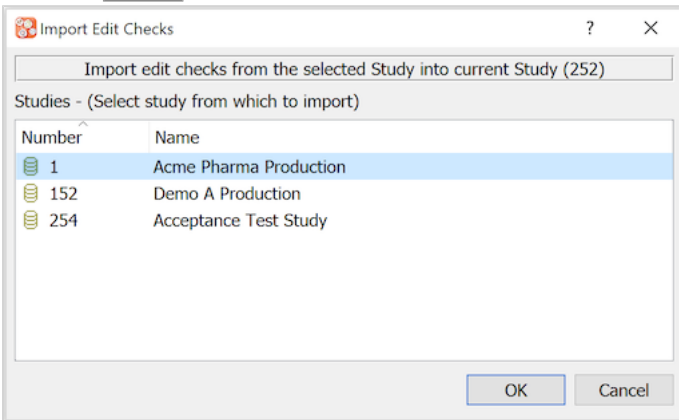 Import Edit Checks ? ×
Import edit checks from the selected Study into current Study (252)
Studies - (Select study from which to import)
Number Name
1 Acme Pharma Production
152 Demo A Production
254 Acceptance Test Study
OK Cancel